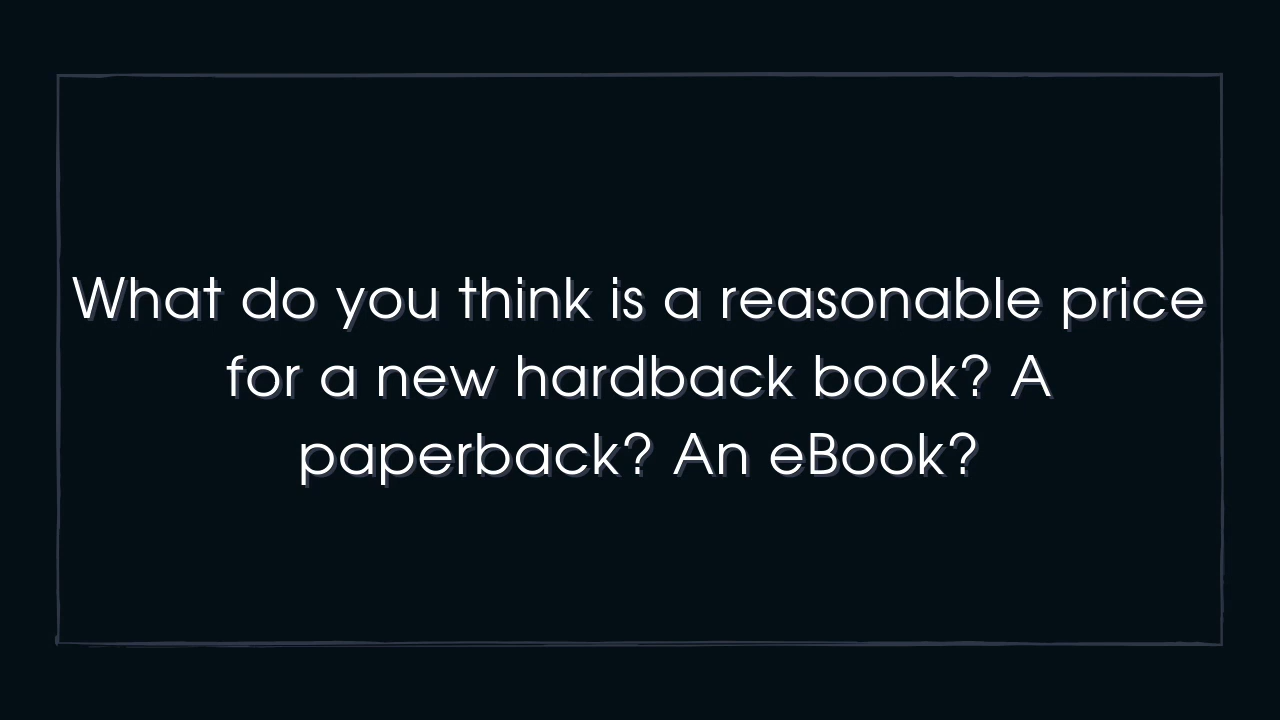 What do you think is a reasonable price
for a new hardback book? A
paperback? An eBook?